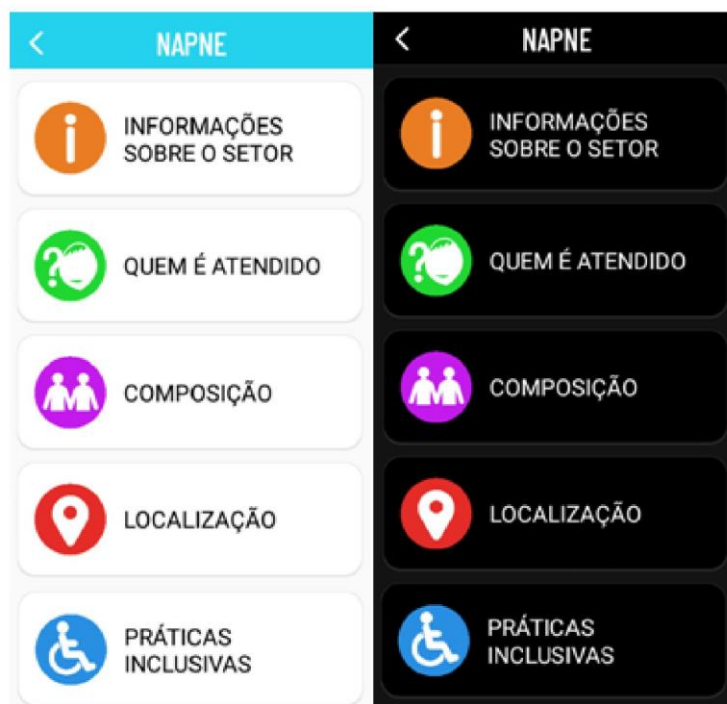 NAPNE
INFORMAÇÕES
SOBRE O SETOR
QUEM É ATENDIDO
COMPOSIÇÃO
LOCALIZAÇÃO
PRÁTICAS
INCLUSIVAS
NAPNE
INFORMAÇÕES
SOBRE O SETOR
QUEM É ATENDIDO
COMPOSIÇÃO
LOCALIZAÇÃO
PRÁTICAS
INCLUSIVAS